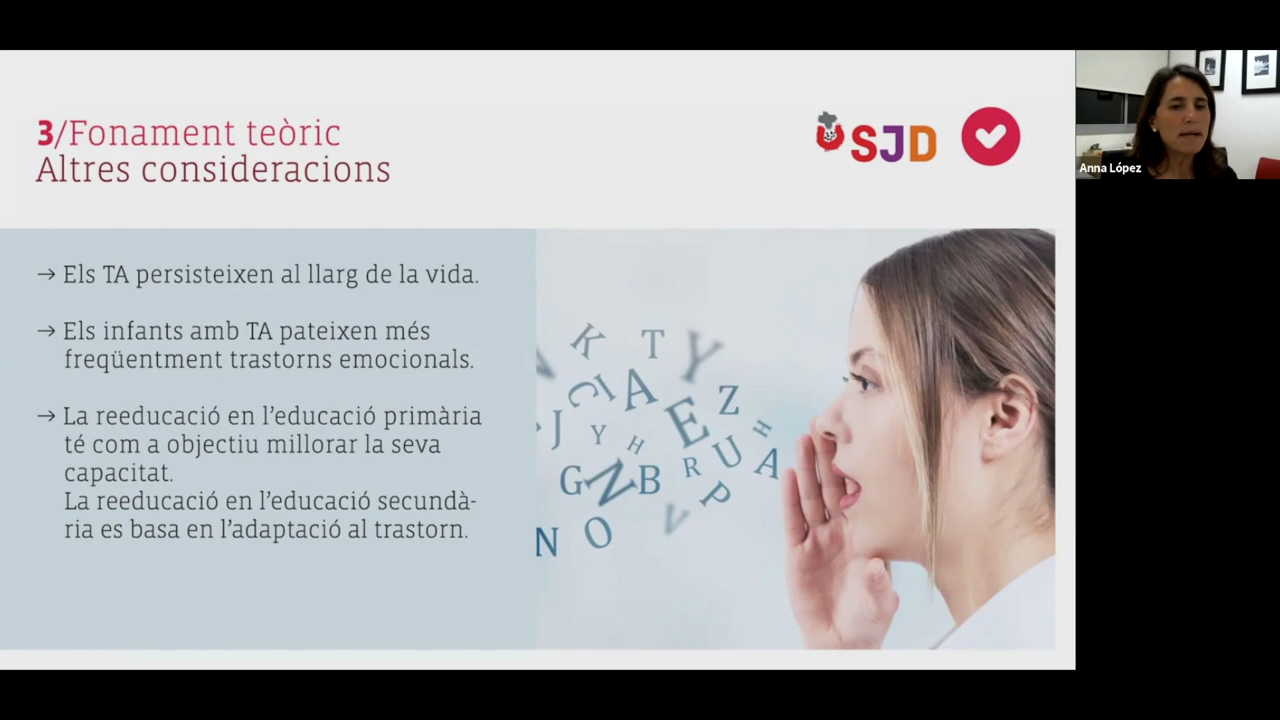 3/Fonament teòric
Altres consideracions
SJD
→ Els TA persisteixen al llarg de la vida.
→ Els infants amb TA pateixen més
freqüentment trastorns emocionals.
→ La reeducació en l’educació primària
té com a objectiu millorar la seva
capacitat.
La reeducació en l’educació secundà-
ria es basa en l’adaptació al trastorn.
K T Y
C I A Z
J Y H E H
G N B R U A
P
N O V
Anna López